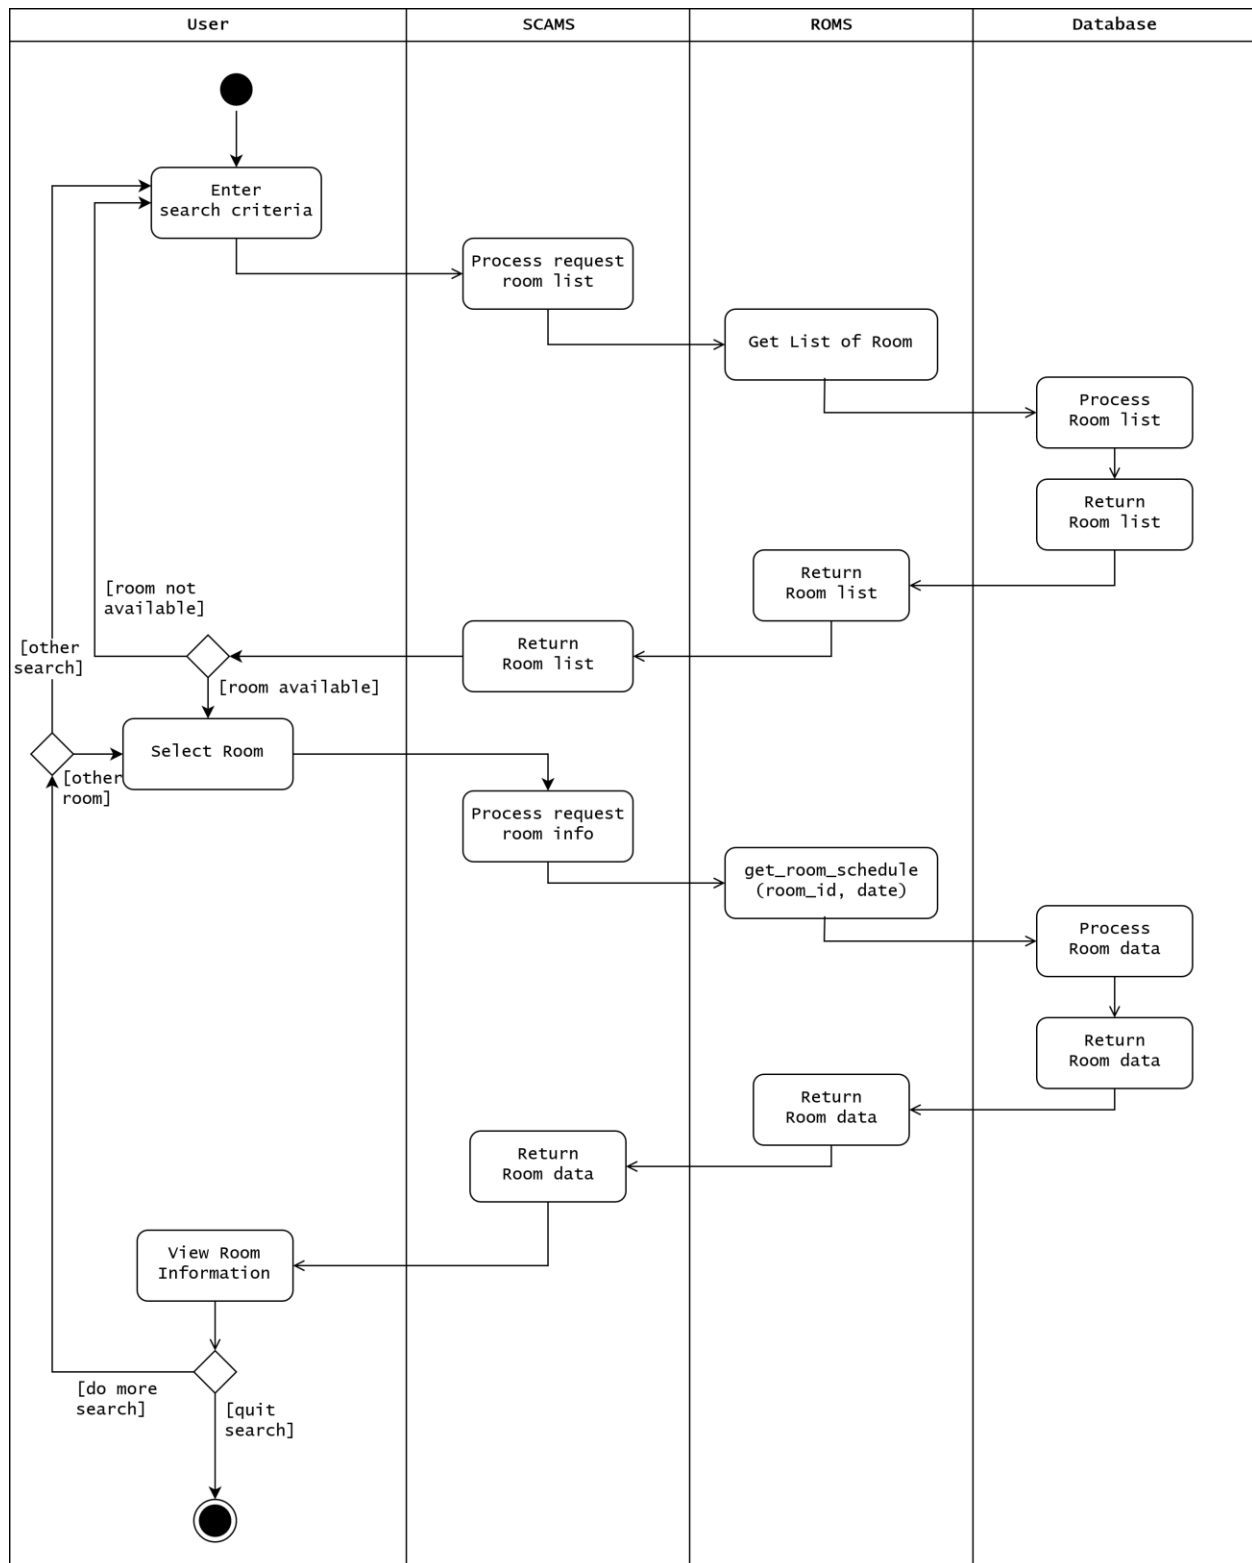 User
SCAMS
ROMS
Database
Enter
search criteria
Process request
room list
Get List of Room
Process
Room list
Return
Room list
Return
Room list
[room not
available]
Return
Room list
[other
search]
[room available]
Select Room
[other
room]
Process request
room info
get_room_schedule
(room_id, date)
Process
Room data
Return
Room data
Return
Room data
Return
Room data
View Room
Information
[do more
search]
[quit
search]